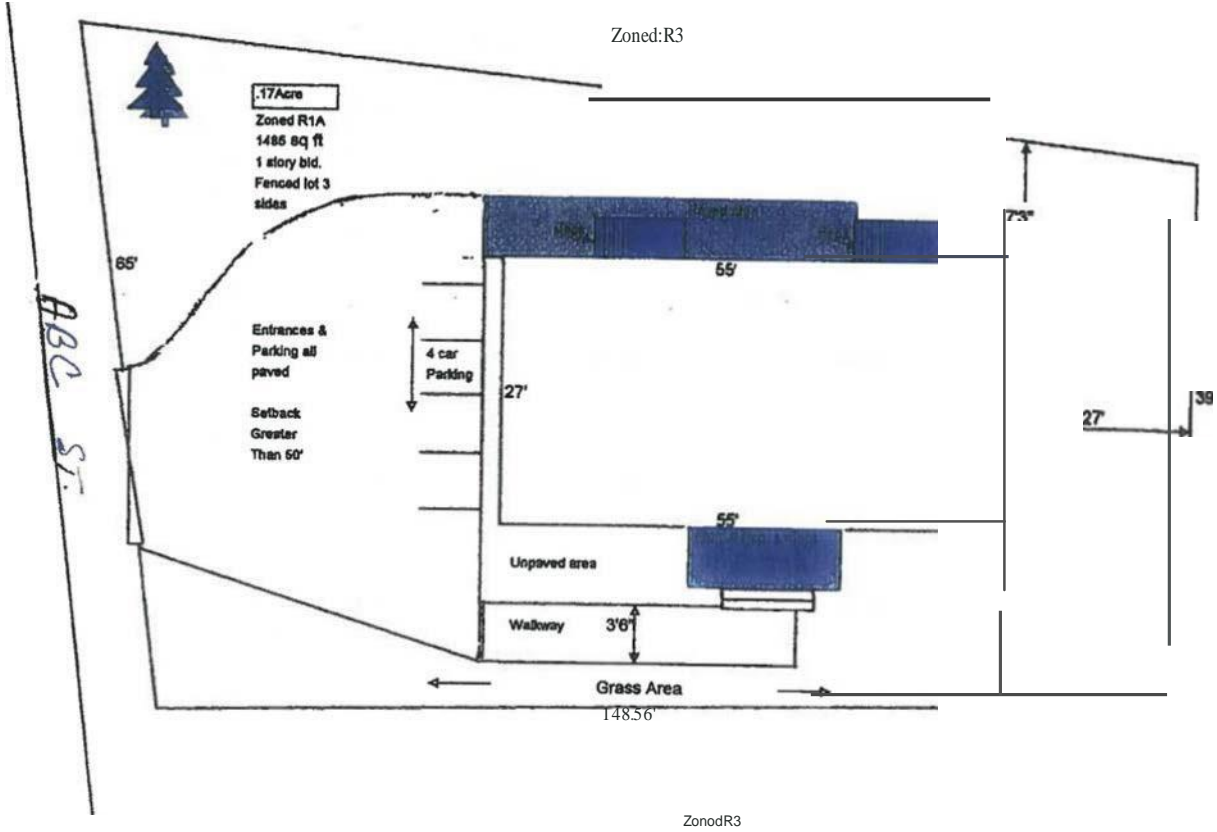 Zoned:R3
.17Acre
Zoned R1A
1485 sq ft
1 story bld.
Fenced lot 3
sides
7'3"
65'
55'
ABC ST.
Entrances &
Parking all
paved
4 car
Parking
27'
27'
39
Setback
Greater
Than 50'
55'
Unpaved area
Walkway
3'6"
Grass Area
148.56'
ZonodR3